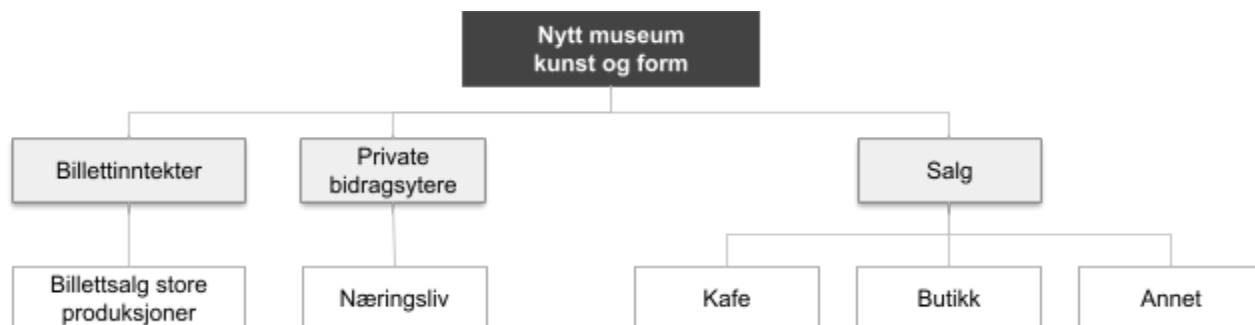 Nytt museum
kunst og form
Billettinntekter
Private
bidragsytere
Salg
Billettsalg store
produksjoner
Næringsliv
Kafe
Butikk
Annet